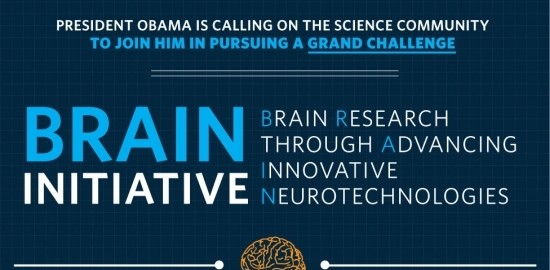 PRESIDENT OBAMA IS CALLING ON THE SCIENCE COMMUNITY
TO JOIN HIM IN PURSUING A GRAND CHALLENGE
BRAIN
INITIATIVE
BRAIN RESEARCH
THROUGH ADVANCING
INNOVATIVE
NEUROTECHNOLOGIES